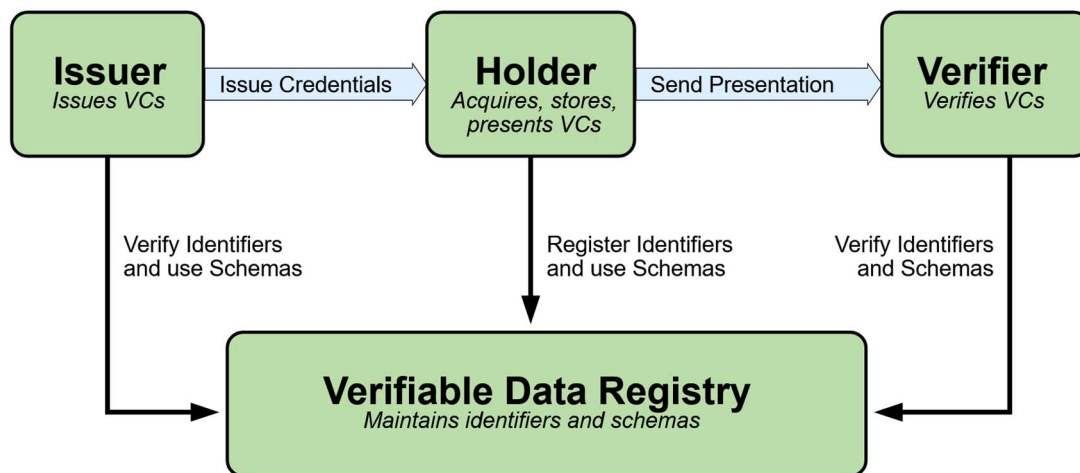 Issuer
Issues VCs
Issue Credentials
Holder
Acquires, stores,
presents VCs
Send Presentation
Verifier
Verifies VCs
Verify Identifiers
and use Schemas
Register Identifiers
and use Schemas
Verify Identifiers
and Schemas
Verifiable Data Registry
Maintains identifiers and schemas